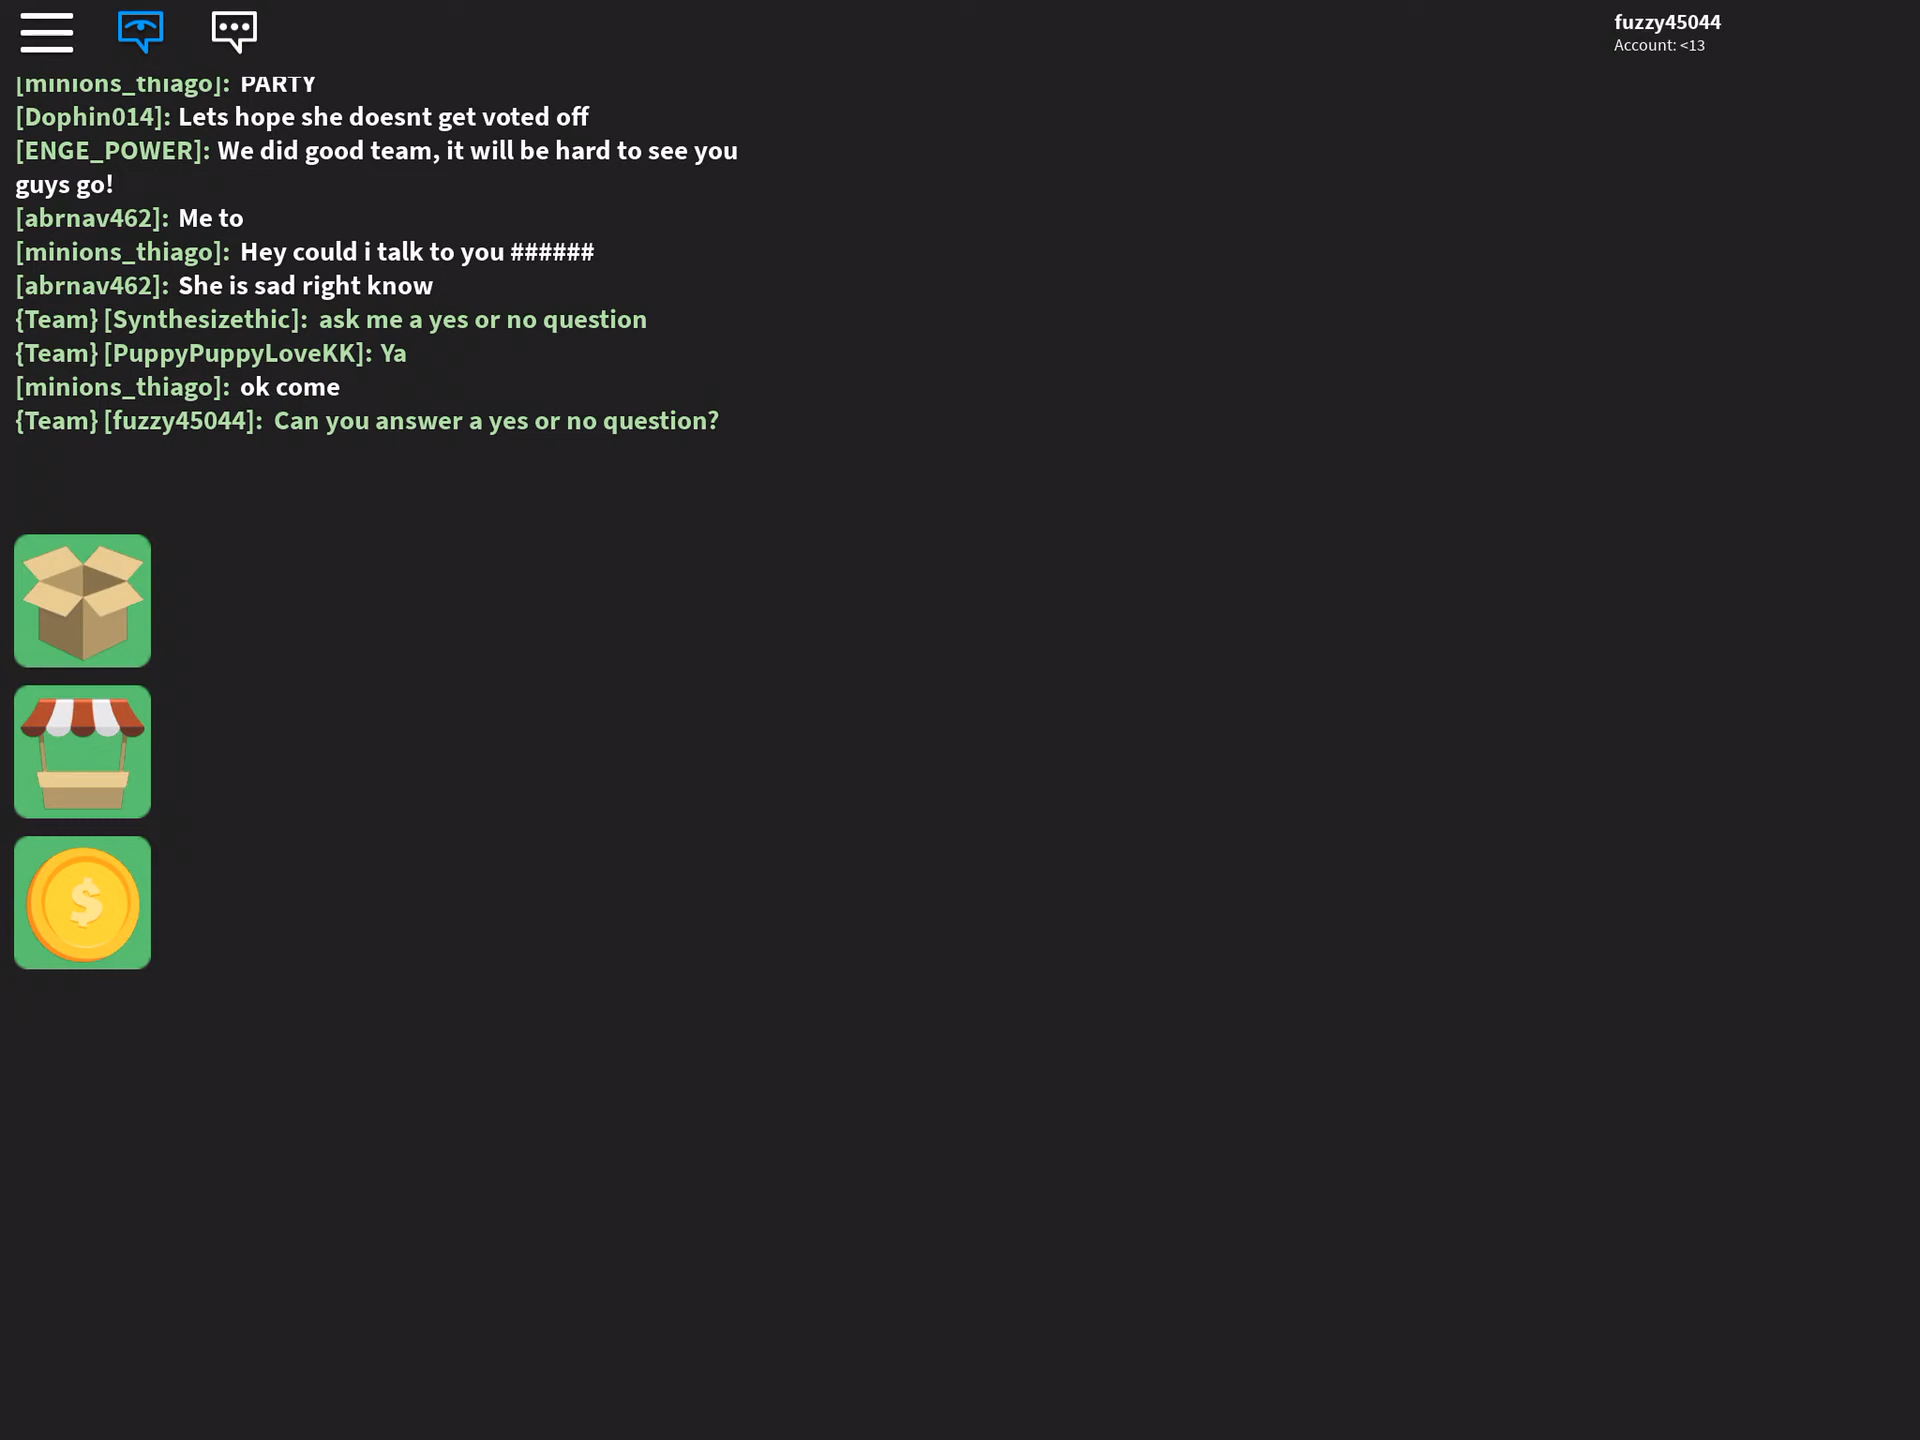 fuzzy45044
Account: <13
[minions_thiago]: PARTY
[Dophin014]: Lets hope she doesnt get voted off
[ENGE_POWER]: We did good team, it will be hard to see you
guys go!
[abrnav462]: Me to
[minions_thiago]: Hey could i talk to you ######
[abrnav462]: She is sad right know
{Team} [Synthesizethic]: ask me a yes or no question
{Team} [PuppyPuppyLoveKK]: Ya
[minions_thiago]: ok come
{Team} [fuzzy45044]: Can you answer a yes or no question?
$